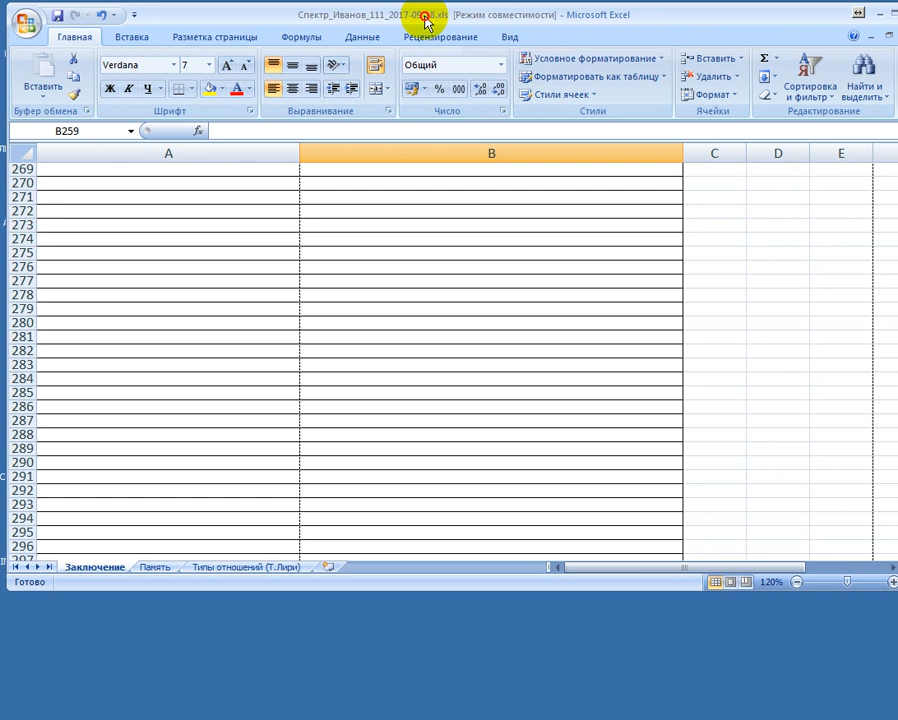 Спектр_Иванов_111_2017-09- 8.xls [Режим совместимости] - Microsoft Excel
Главная Вставка Разметка страницы Формулы Данные Рецензирование Вид
Вставить
Verdana 7
Ж К Ч
Общий
% 000
Условное форматирование
Форматировать как таблицу
Стили ячеек
Вставить
Удалить
Формат
Σ
Сортировка и фильтр
Найти и выделить
Буфер обмена Шрифт Выравнивание Число Стили Ячейки Редактирование
B259 fx
A B C D E
269
270
271
272
273
274
275
276
277
278
279
280
281
282
283
284
285
286
287
288
289
290
291
292
293
294
295
296
297
Заключение Память Типы отношений (Т.Лири)
Готово 120%